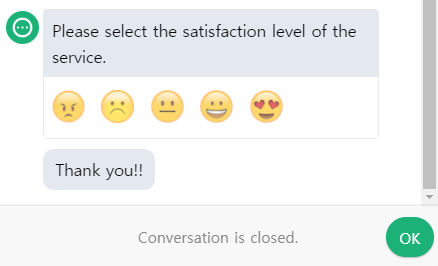 Please select the satisfaction level of the
service.
Thank you!!
Conversation is closed.
OK